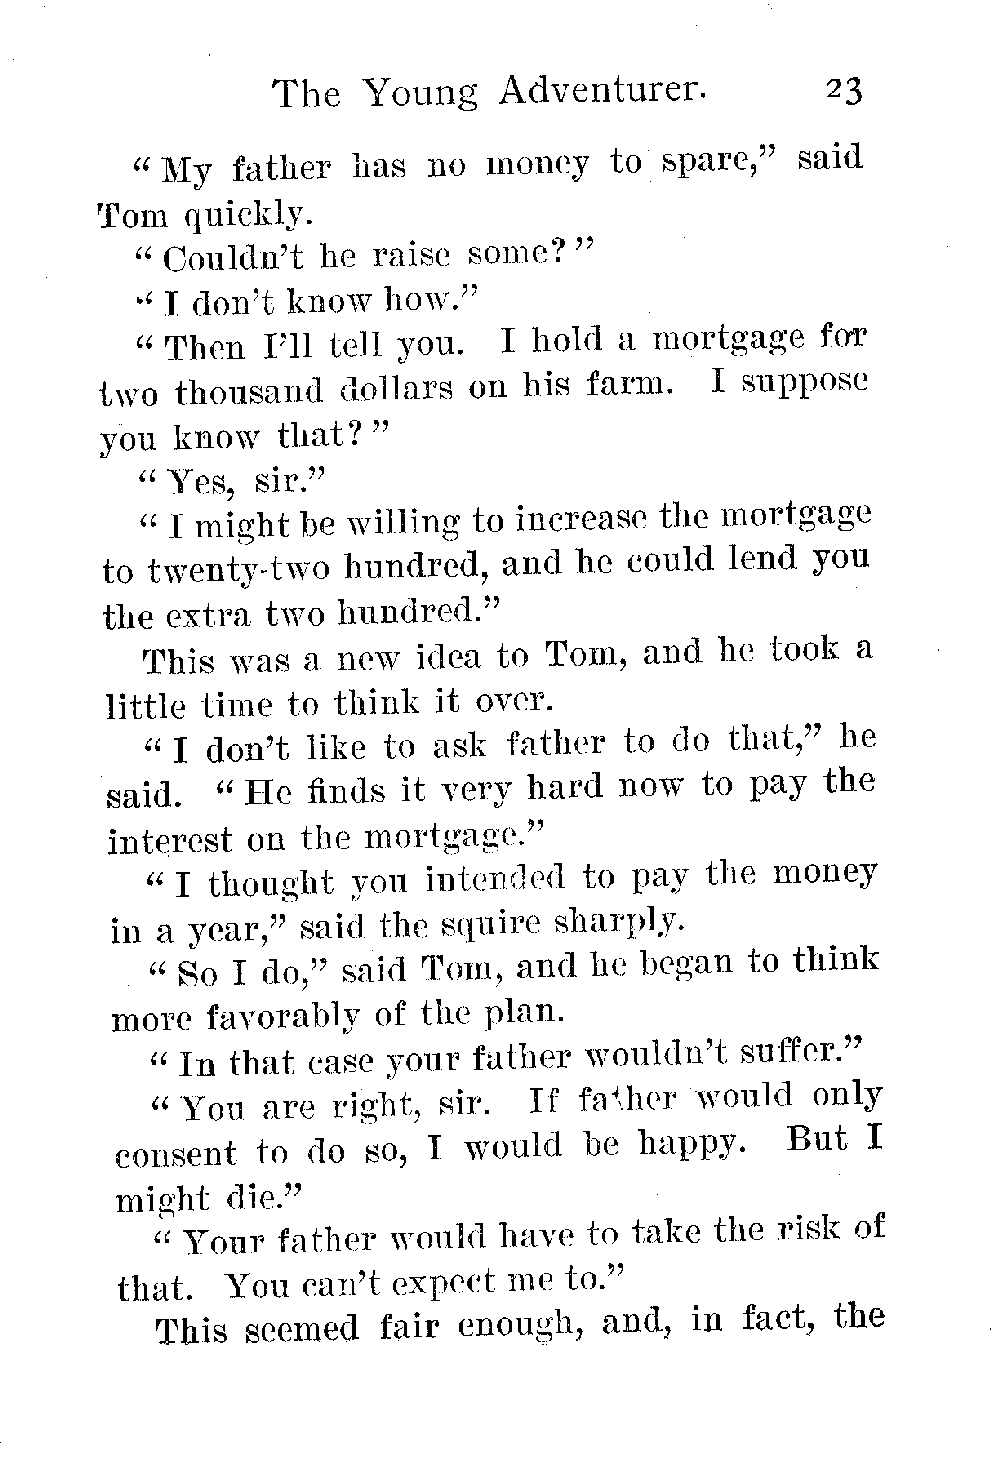 The Young Adventurer. 23
“My father has no money to spare,” said
Tom quickly.
“Couldn’t he raise some?”
“I don’t know how.”
“Then I’ll tell you. I hold a mortgage for
two thousand dollars on his farm. I suppose
you know that?”
“Yes, sir.”
“I might be willing to increase the mortgage
to twenty-two hundred, and he could lend you
the extra two hundred.”
This was a new idea to Tom, and he took a
little time to think it over.
“I don’t like to ask father to do that,” he
said. “He finds it very hard now to pay the
interest on the mortgage.”
“I thought you intended to pay the money
in a year,” said the squire sharply.
“So I do,” said Tom, and he began to think
more favorably of the plan.
“In that case your father wouldn’t suffer.”
“You are right, sir. If father would only
consent to do so, I would be happy. But I
might die.”
“Your father would have to take the risk of
that. You can’t expect me to.”
This seemed fair enough, and, in fact, the